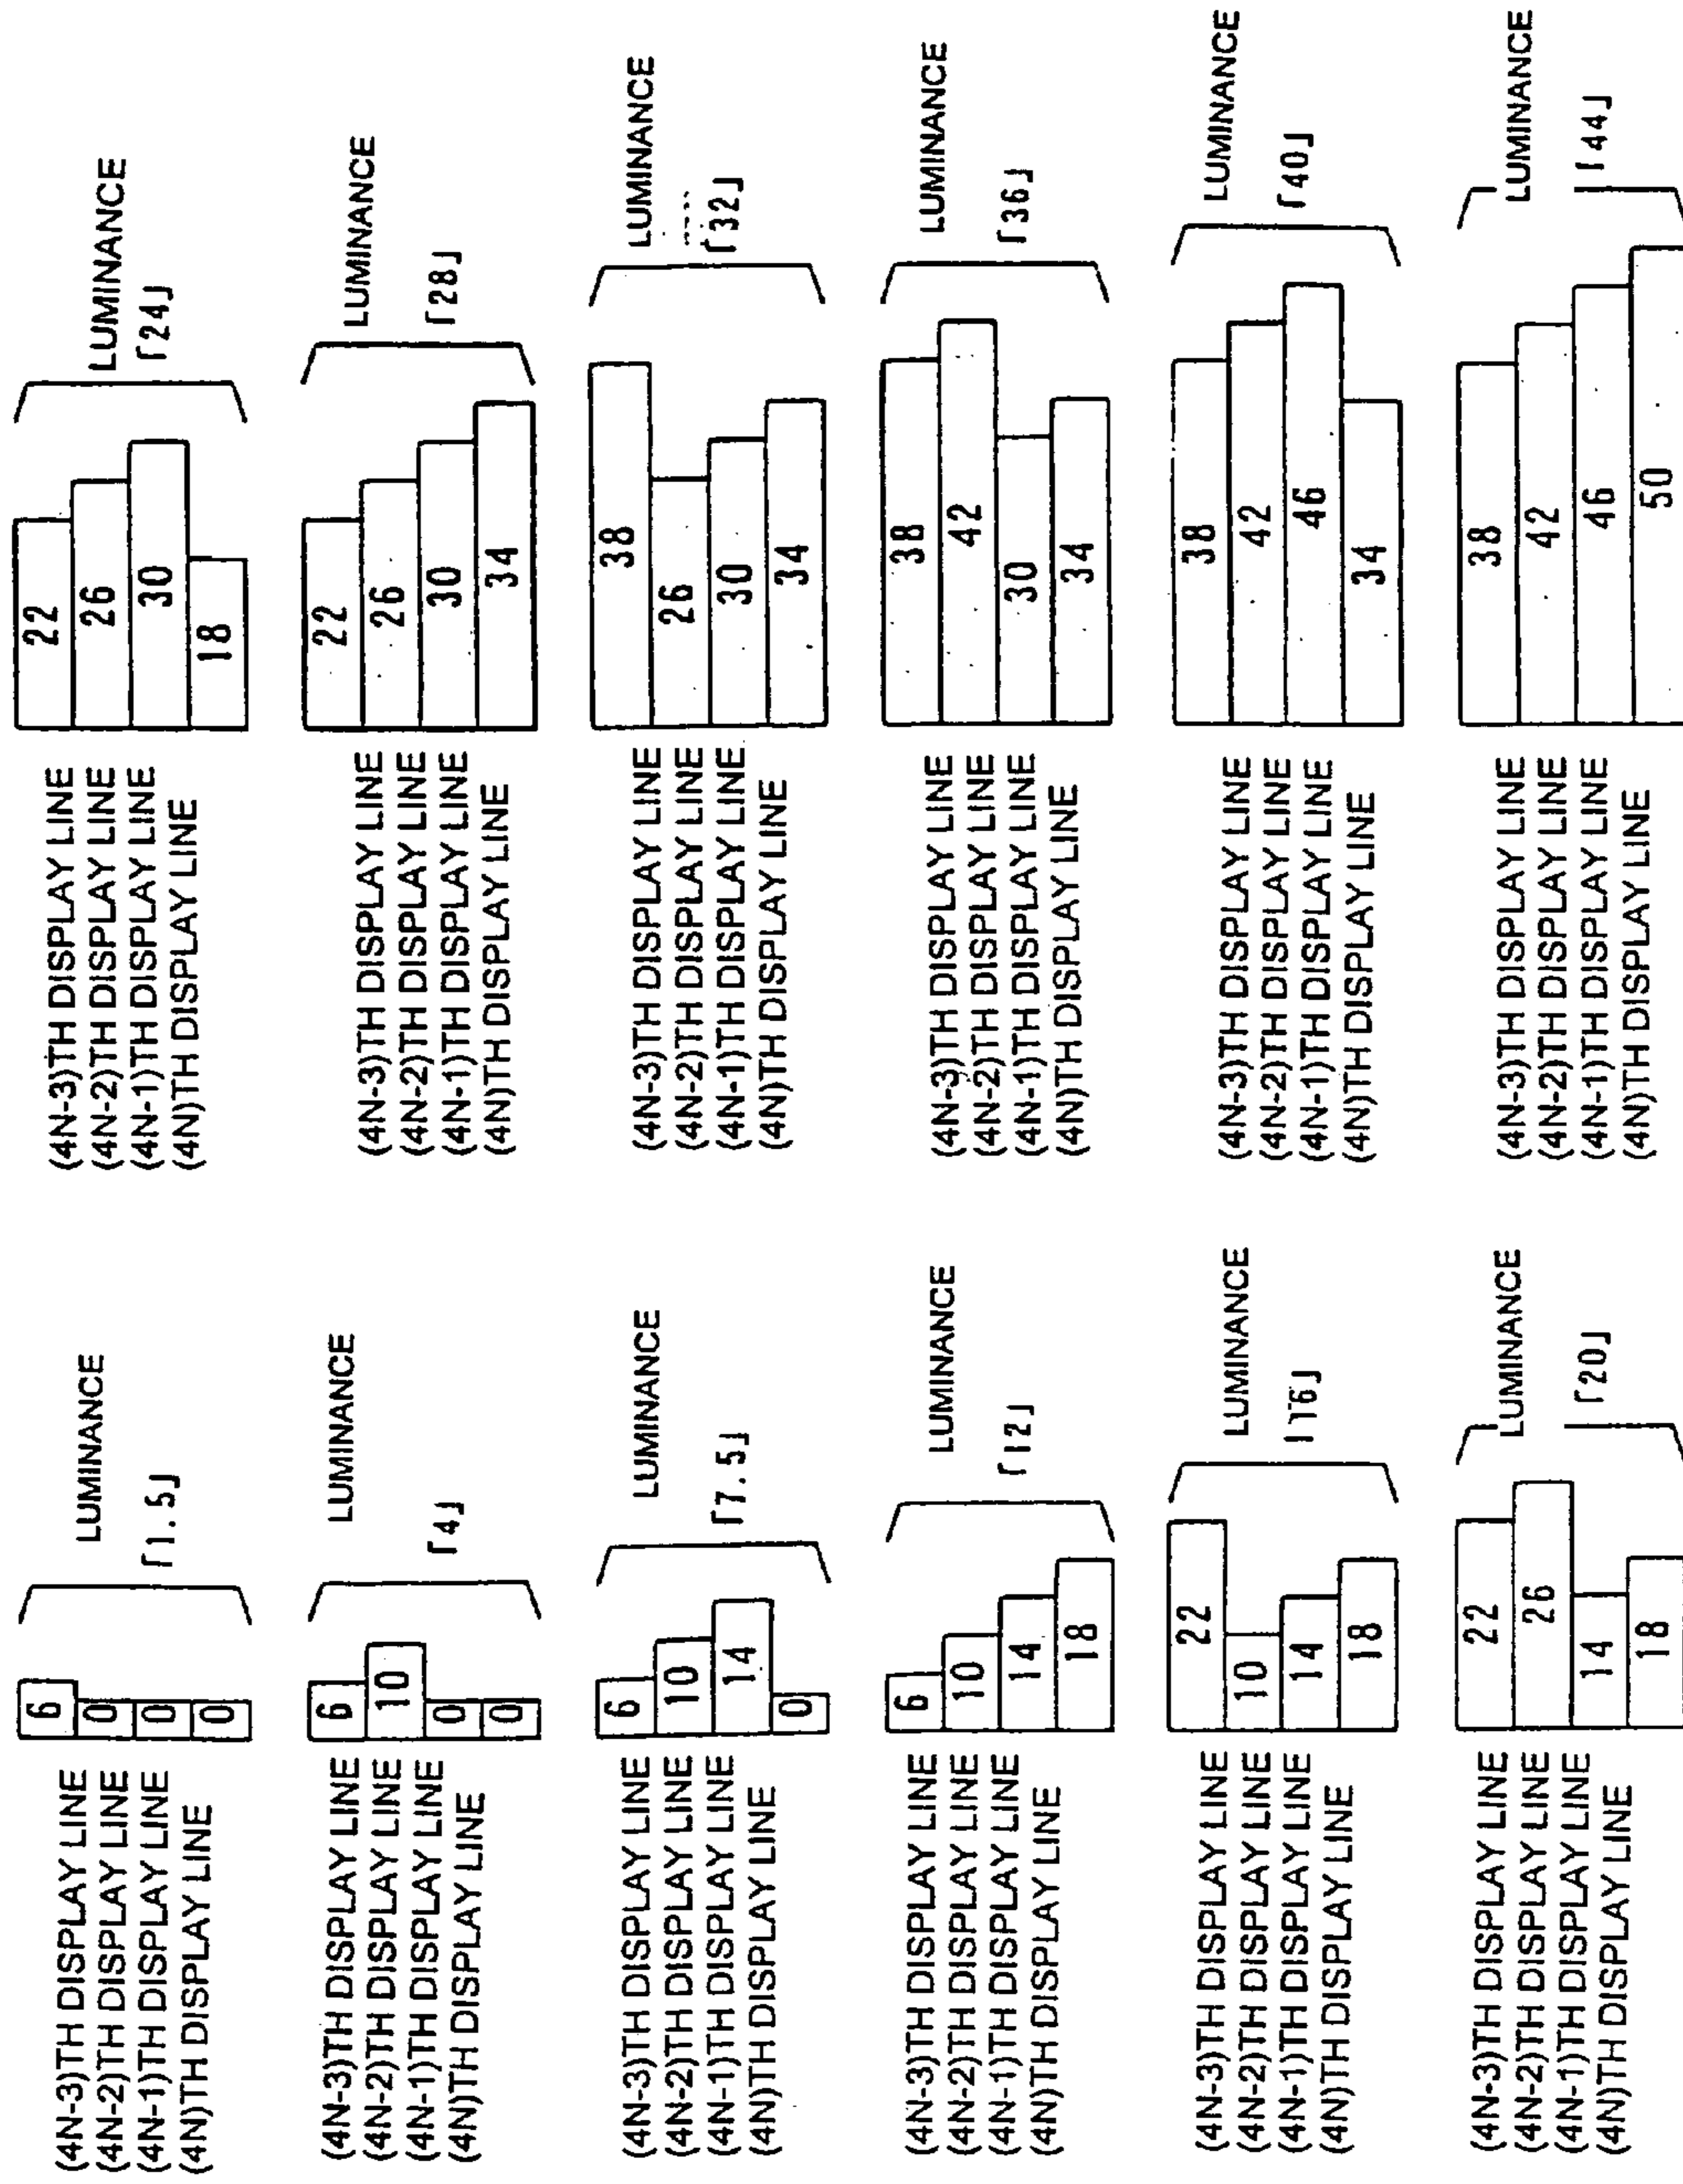 (4N-3)TH DISPLAY LINE 6
(4N-2)TH DISPLAY LINE 0
(4N-1)TH DISPLAY LINE 0
(4N)TH DISPLAY LINE 0
LUMINANCE
「1.5」
(4N-3)TH DISPLAY LINE 6
(4N-2)TH DISPLAY LINE 10
(4N-1)TH DISPLAY LINE 0
(4N)TH DISPLAY LINE 0
LUMINANCE
「4」
(4N-3)TH DISPLAY LINE 6
(4N-2)TH DISPLAY LINE 10
(4N-1)TH DISPLAY LINE 14
(4N)TH DISPLAY LINE 0
LUMINANCE
「7.5」
(4N-3)TH DISPLAY LINE 6
(4N-2)TH DISPLAY LINE 10
(4N-1)TH DISPLAY LINE 14
(4N)TH DISPLAY LINE 18
LUMINANCE
「12」
(4N-3)TH DISPLAY LINE 22
(4N-2)TH DISPLAY LINE 10
(4N-1)TH DISPLAY LINE 14
(4N)TH DISPLAY LINE 18
LUMINANCE
「16」
(4N-3)TH DISPLAY LINE 22
(4N-2)TH DISPLAY LINE 26
(4N-1)TH DISPLAY LINE 14
(4N)TH DISPLAY LINE 18
LUMINANCE
「20」
(4N-3)TH DISPLAY LINE 22
(4N-2)TH DISPLAY LINE 26
(4N-1)TH DISPLAY LINE 30
(4N)TH DISPLAY LINE 18
LUMINANCE
「24」
(4N-3)TH DISPLAY LINE 22
(4N-2)TH DISPLAY LINE 26
(4N-1)TH DISPLAY LINE 30
(4N)TH DISPLAY LINE 34
LUMINANCE
「28」
(4N-3)TH DISPLAY LINE 38
(4N-2)TH DISPLAY LINE 26
(4N-1)TH DISPLAY LINE 30
(4N)TH DISPLAY LINE 34
LUMINANCE
「32」
(4N-3)TH DISPLAY LINE 38
(4N-2)TH DISPLAY LINE 42
(4N-1)TH DISPLAY LINE 30
(4N)TH DISPLAY LINE 34
LUMINANCE
「36」
(4N-3)TH DISPLAY LINE 38
(4N-2)TH DISPLAY LINE 42
(4N-1)TH DISPLAY LINE 46
(4N)TH DISPLAY LINE 34
LUMINANCE
「40」
(4N-3)TH DISPLAY LINE 38
(4N-2)TH DISPLAY LINE 42
(4N-1)TH DISPLAY LINE 46
(4N)TH DISPLAY LINE 50
LUMINANCE
「44」